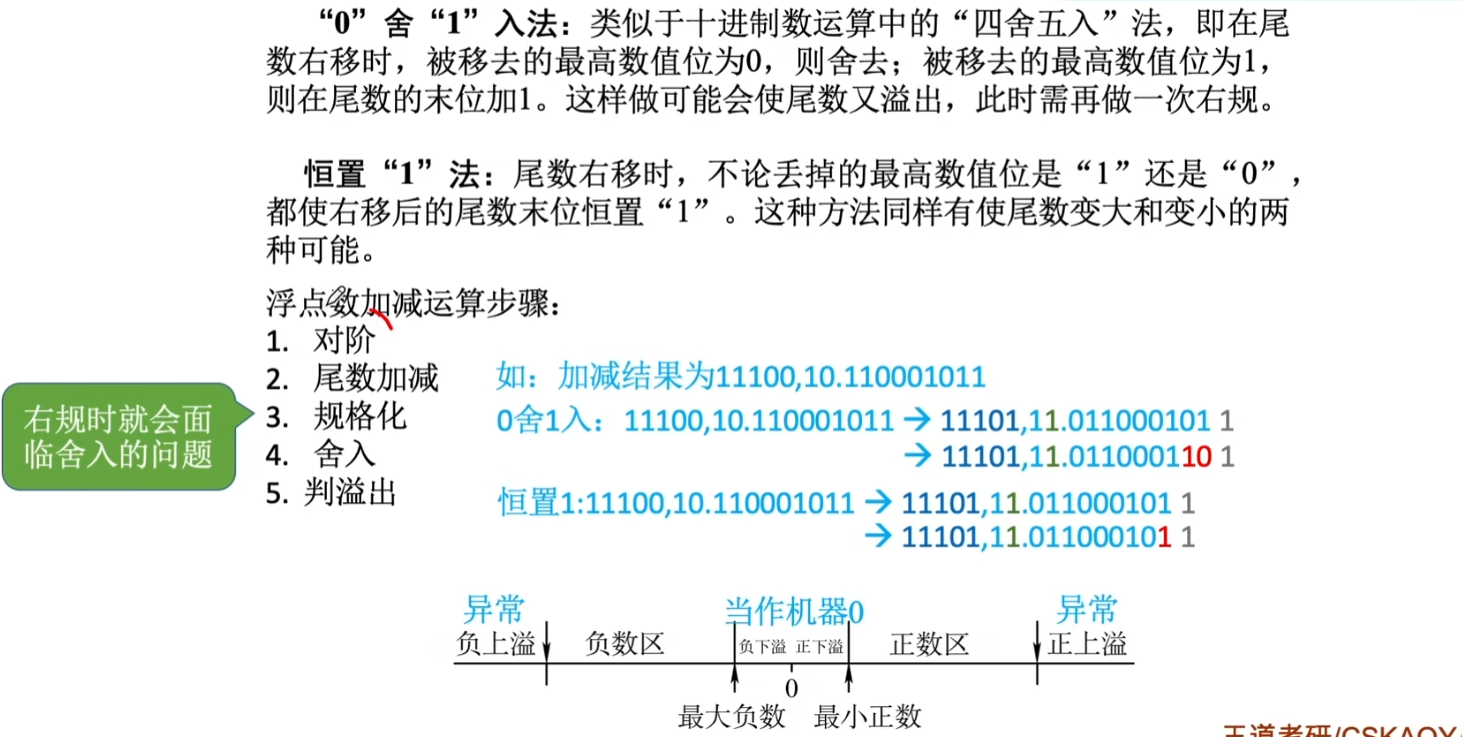 “0”舍“1”入法：类似于十进制数运算中的“四舍五入”法，即在尾
数右移时，被移去的最高数值位为0，则舍去；被移去的最高数值位为1，
则在尾数的末位加1。这样做可能会使尾数又溢出，此时需再做一次右规。
恒置“1”法：尾数右移时，不论丢掉的最高数值位是“1”还是“0”，
都使右移后的尾数末位恒置“1”。这种方法同样有使尾数变大和变小的两
种可能。
浮点数加减运算步骤：
1. 对阶
2. 尾数加减
3. 规格化
4. 舍入
5. 判溢出
右规时就会面
临舍入的问题
如：加减结果为11100,10.110001011
0舍1入：11100,10.110001011 → 11101,11.011000101 1
→ 11101,11.011000110 1
恒置1:11100,10.110001011 → 11101,11.011000101 1
→ 11101,11.011000101 1
异常 当作机器0 异常
负上溢 负数区 负下溢 正下溢 正数区 正上溢
0
最大负数 最小正数